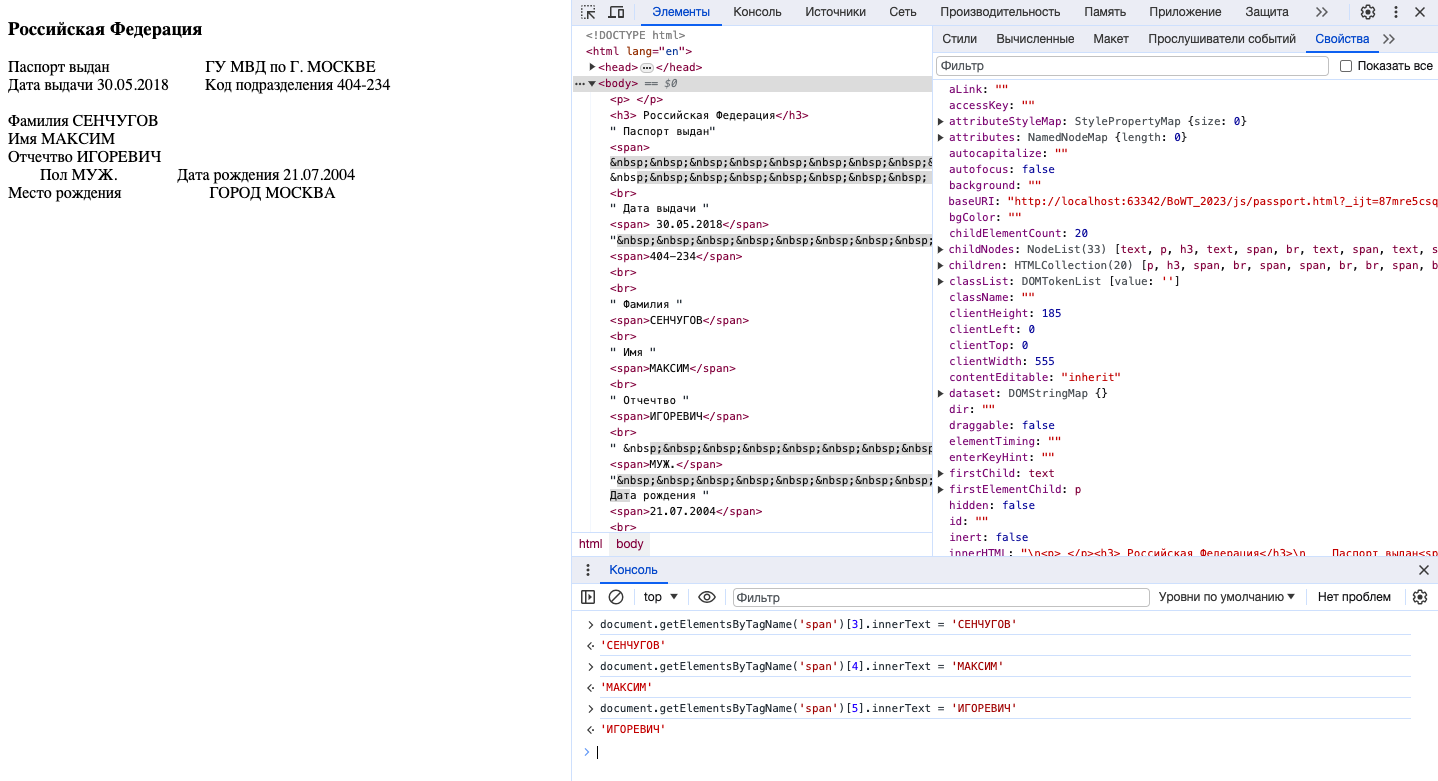 Российская Федерация
Паспорт выдан ГУ МВД по Г. МОСКВЕ
Дата выдачи 30.05.2018 Код подразделения 404-234
Фамилия СЕНЧУГОВ
Имя МАКСИМ
Отчечтво ИГОРЕВИЧ
Пол МУЖ. Дата рождения 21.07.2004
Место рождения ГОРОД МОСКВА
Элементы Консоль Источники Сеть Производительность Память Приложение Защита
<!DOCTYPE html>
<html lang="en">
<head> </head>
<body> == $0
<p> </p>
<h3> Российская Федерация</h3>
" Паспорт выдан"
<span>
&nbsp;&nbsp;&nbsp;&nbsp;&nbsp;&nbsp;&nbsp;&nbsp;&
&nbsp;&nbsp;&nbsp;&nbsp;&nbsp;&nbsp;&nbsp;&nbsp;
<br>
" Дата выдачи "
<span> 30.05.2018</span>
"&nbsp;&nbsp;&nbsp;&nbsp;&nbsp;&nbsp;&nbsp;&nbsp;
<span>404-234</span>
<br>
<br>
" Фамилия "
<span>СЕНЧУГОВ</span>
<br>
" Имя "
<span>МАКСИМ</span>
<br>
" Отчечтво "
<span>ИГОРЕВИЧ</span>
<br>
" &nbsp;&nbsp;&nbsp;&nbsp;&nbsp;&nbsp;&nbsp;&nbsp
<span>МУЖ.</span>
"&nbsp;&nbsp;&nbsp;&nbsp;&nbsp;&nbsp;&nbsp;&nbsp;
Дата рождения "
<span>21.07.2004</span>
<br>
html body
Стили Вычисленные Макет Прослушиватели событий Свойства
Фильтр Показать все
aLink: ""
accessKey: ""
attributeStyleMap: StylePropertyMap {size: 0}
attributes: NamedNodeMap {length: 0}
autocapitalize: ""
autofocus: false
background: ""
baseURI: "http://localhost:63342/BoWT_2023/js/passport.html?_ijt=87mre5csq
bgColor: ""
childElementCount: 20
childNodes: NodeList(33) [text, p, h3, text, span, br, text, span, text, s
children: HTMLCollection(20) [p, h3, span, br, span, span, br, br, span, b
classList: DOMTokenList [value: '']
className: ""
clientHeight: 185
clientLeft: 0
clientTop: 0
clientWidth: 555
contentEditable: "inherit"
dataset: DOMStringMap {}
dir: ""
draggable: false
elementTiming: ""
enterKeyHint: ""
firstChild: text
firstElementChild: p
hidden: false
id: ""
inert: false
innerHTML: "\n<p> </p><h3> Российская Федерация</h3>\n Паспорт выдан<sp
Консоль
top Фильтр Уровни по умолчанию Нет проблем
document.getElementsByTagName('span')[3].innerText = 'СЕНЧУГОВ'
'СЕНЧУГОВ'
document.getElementsByTagName('span')[4].innerText = 'МАКСИМ'
'МАКСИМ'
document.getElementsByTagName('span')[5].innerText = 'ИГОРЕВИЧ'
'ИГОРЕВИЧ'